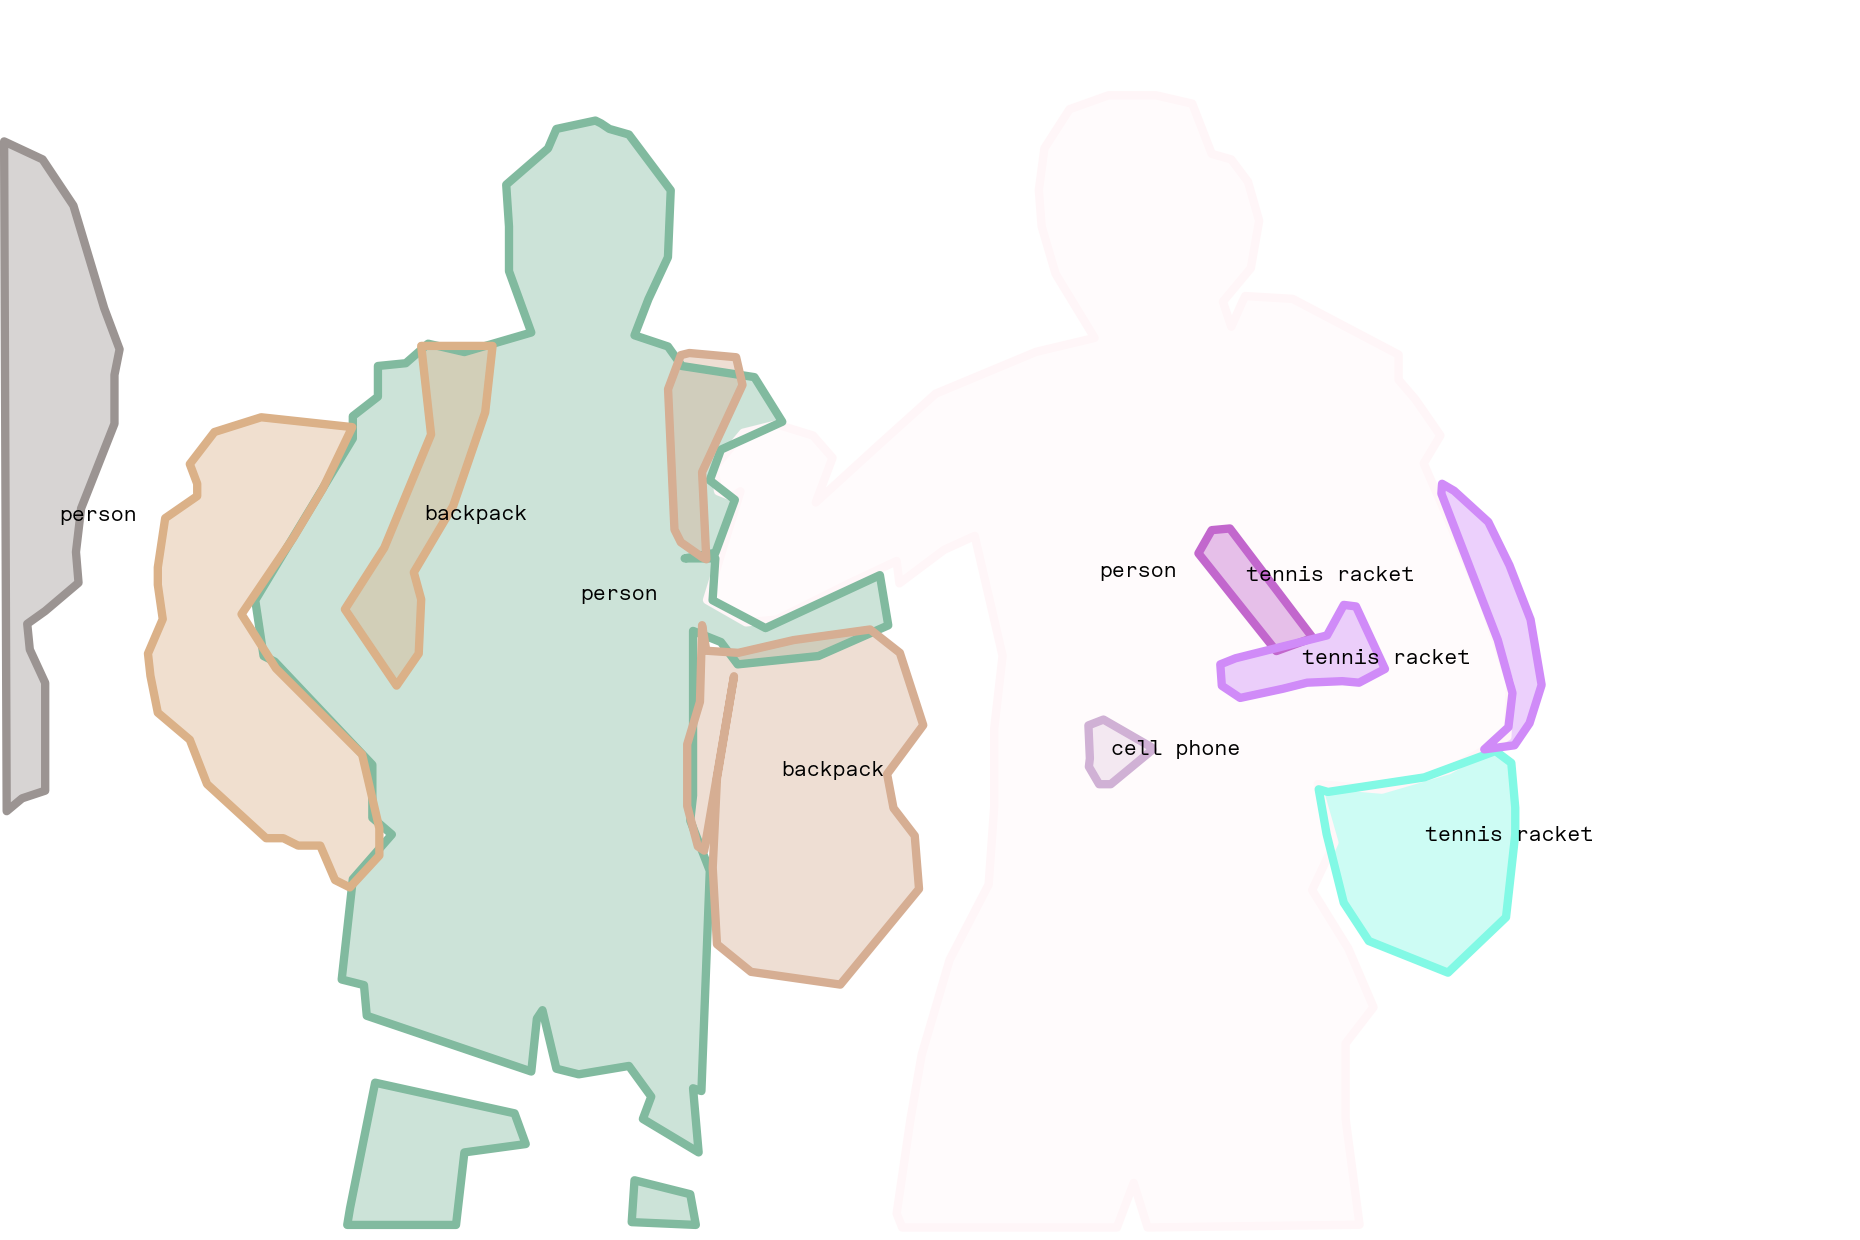 person
backpack
person
person
tennis racket
tennis racket
cell phone
backpack
tennis racket